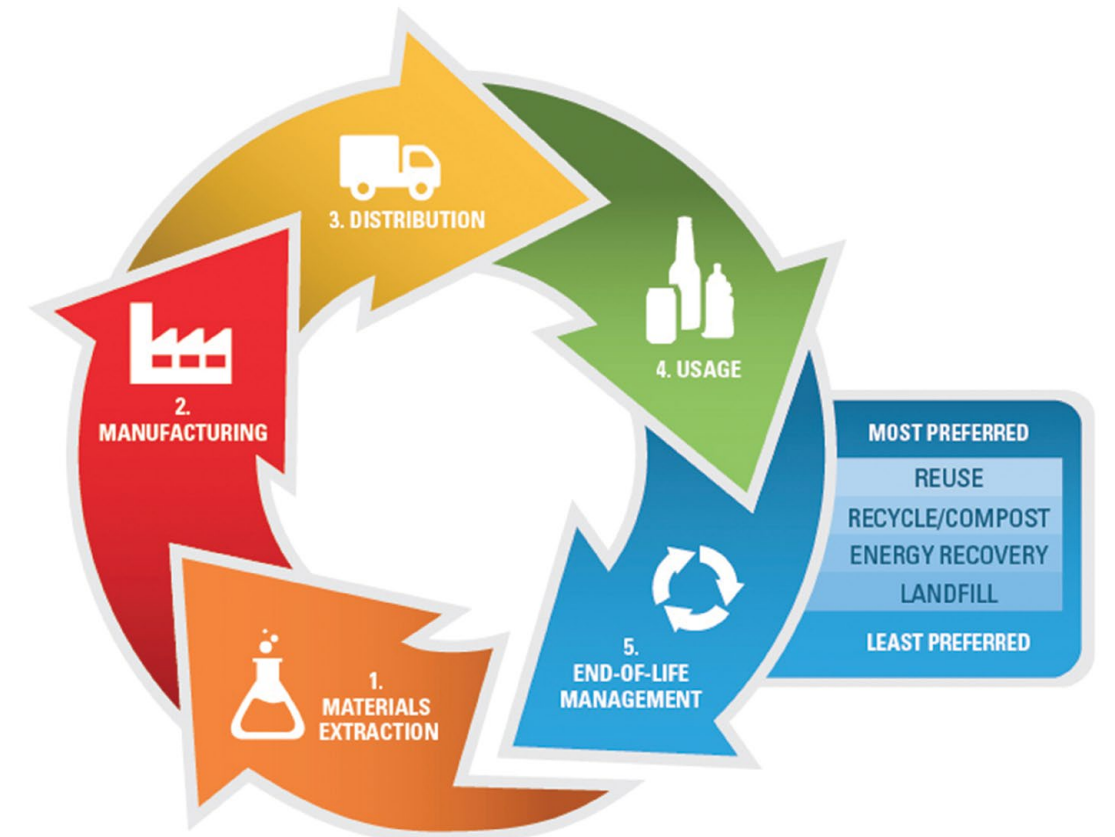 3. DISTRIBUTION
4. USAGE
2.
MANUFACTURING
MOST PREFERRED
REUSE
RECYCLE/COMPOST
ENERGY RECOVERY
LANDFILL
LEAST PREFERRED
1.
MATERIALS
EXTRACTION
5.
END-OF-LIFE
MANAGEMENT